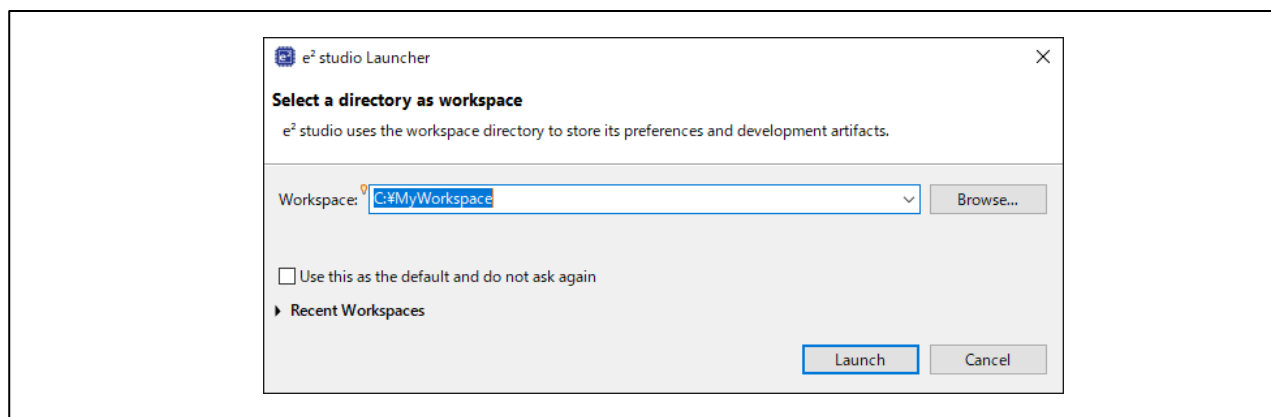 e² studio Launcher
Select a directory as workspace
e² studio uses the workspace directory to store its preferences and development artifacts.
Workspace: C:¥MyWorkspace Browse...
Use this as the default and do not ask again
Recent Workspaces
Launch Cancel